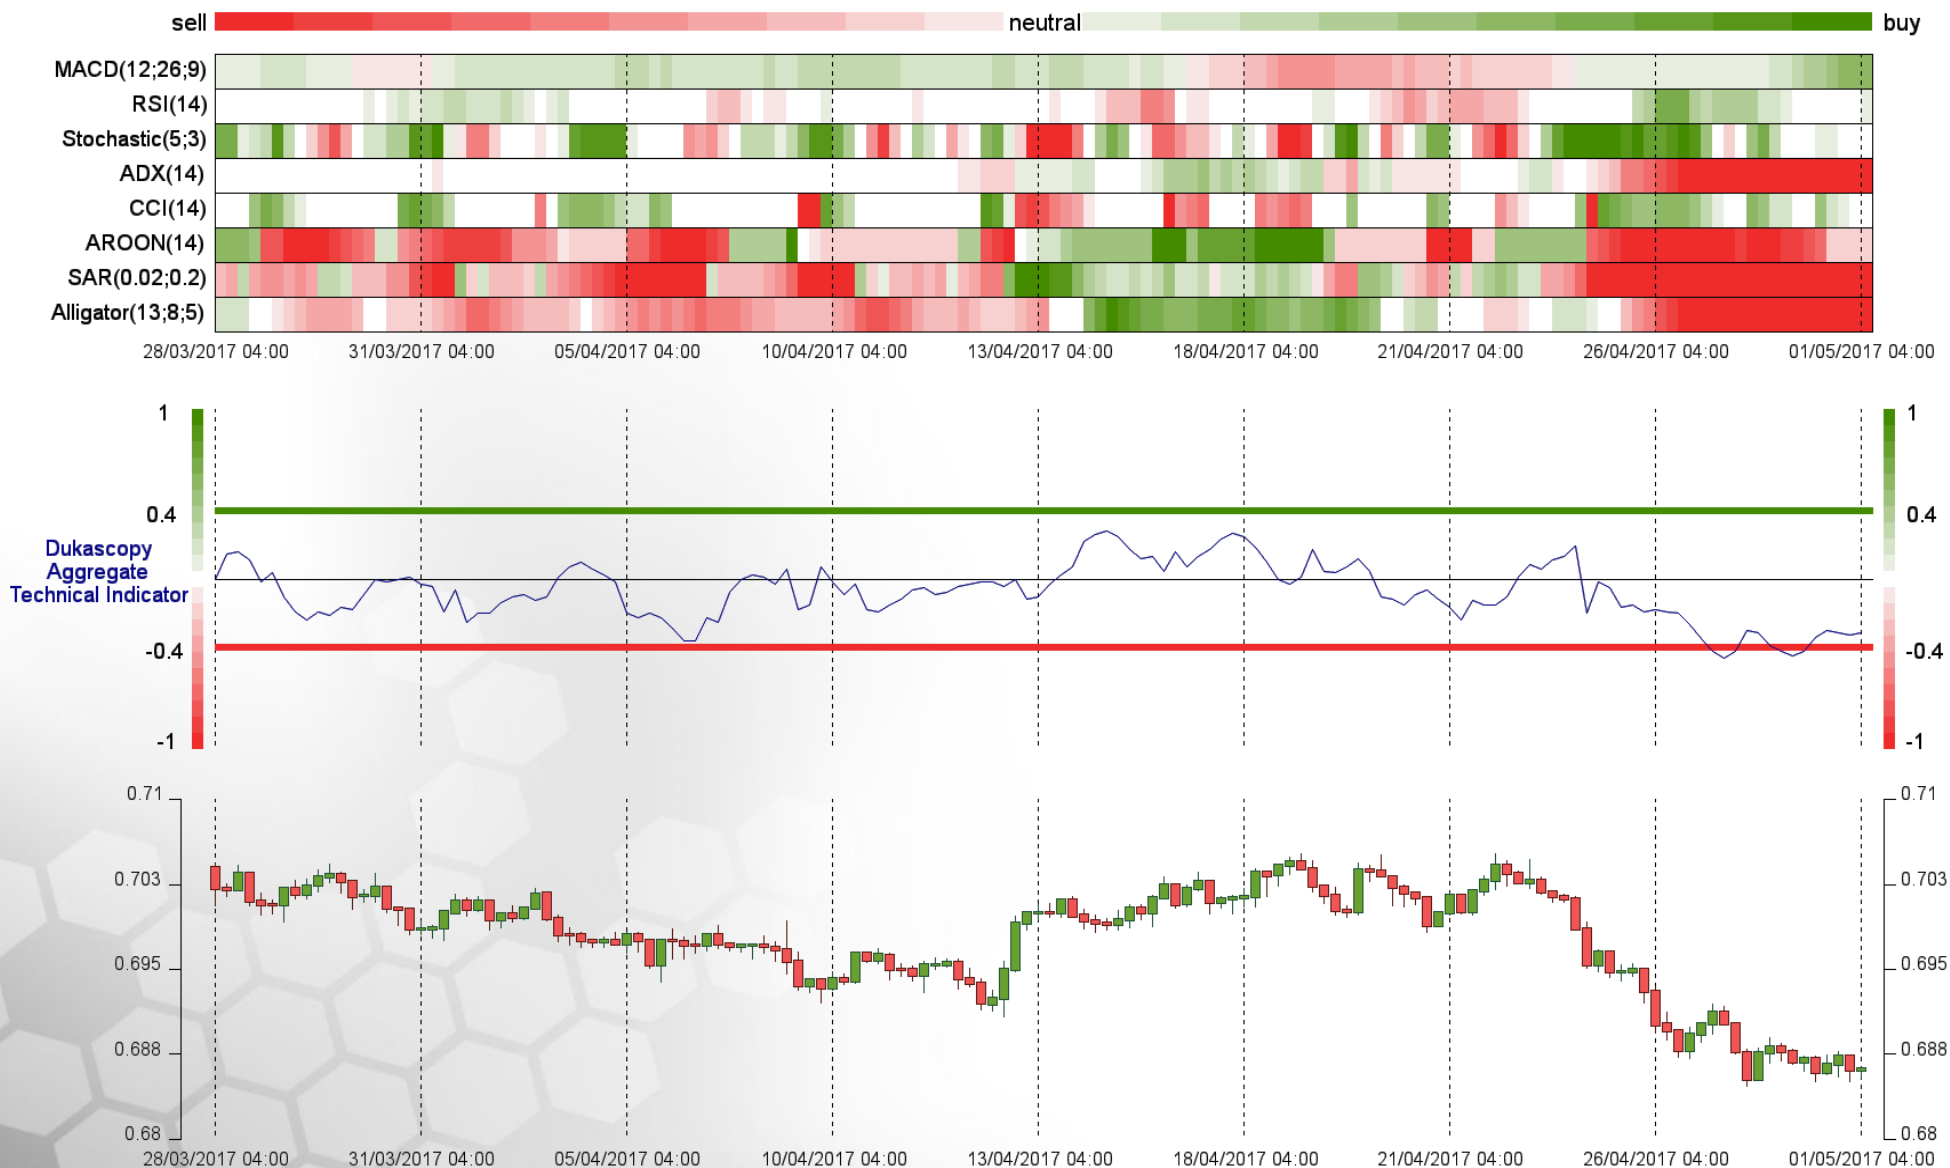 sell neutral buy
MACD(12;26;9)
RSI(14)
Stochastic(5;3)
ADX(14)
CCI(14)
AROON(14)
SAR(0.02;0.2)
Alligator(13;8;5)
28/03/2017 04:00 31/03/2017 04:00 05/04/2017 04:00 10/04/2017 04:00 13/04/2017 04:00 18/04/2017 04:00 21/04/2017 04:00 26/04/2017 04:00 01/05/2017 04:00
1 1
0.4 0.4
Dukascopy
Aggregate
Technical Indicator
-0.4 -0.4
-1 -1
0.71 0.71
0.703 0.703
0.695 0.695
0.688 0.688
0.68 0.68
28/03/2017 04:00 31/03/2017 04:00 05/04/2017 04:00 10/04/2017 04:00 13/04/2017 04:00 18/04/2017 04:00 21/04/2017 04:00 26/04/2017 04:00 01/05/2017 04:00